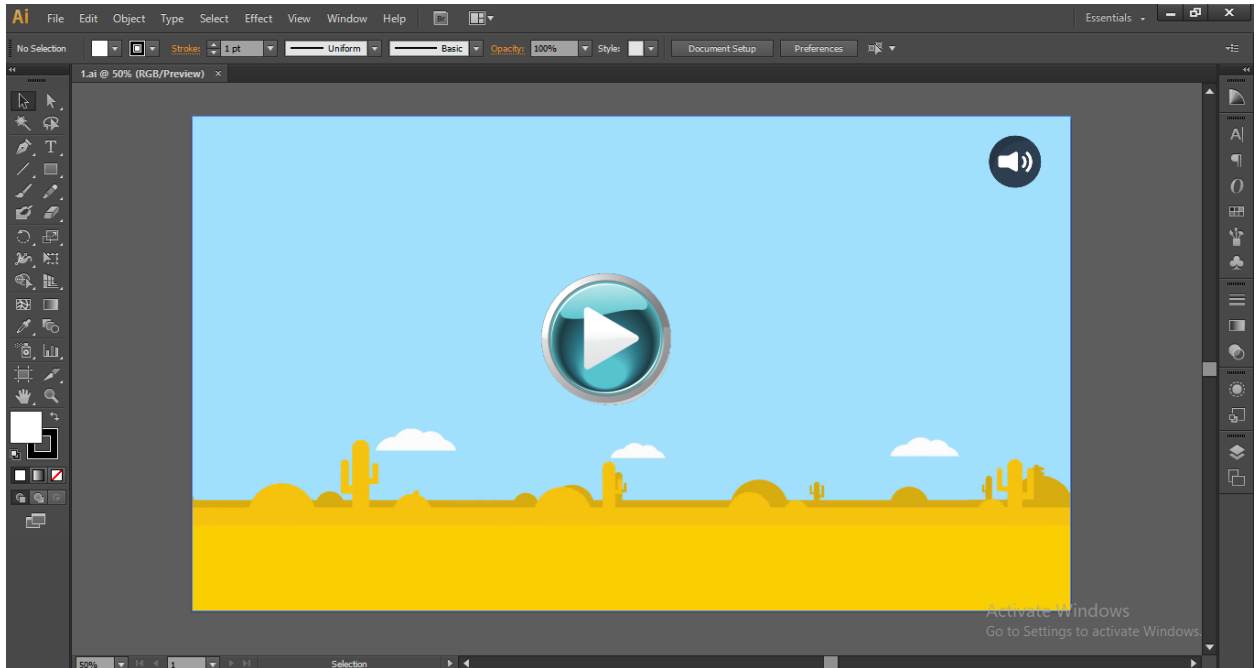 Ai File Edit Object Type Select Effect View Window Help Br Essentials
No Selection Stroke: 1 pt Uniform Basic Opacity: 100% Style: Document Setup Preferences
1.ai @ 50% (RGB/Preview) ×
Activate Windows
Go to Settings to activate Windows.
50% 1 Selection